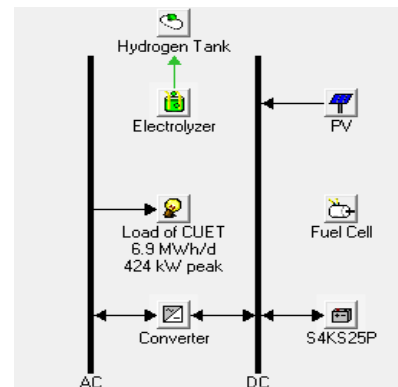 Hydrogen Tank
Electrolyzer
PV
Load of CUET
6.9 MWh/d
424 kW peak
Fuel Cell
Converter
S4KS25P
AC
DC